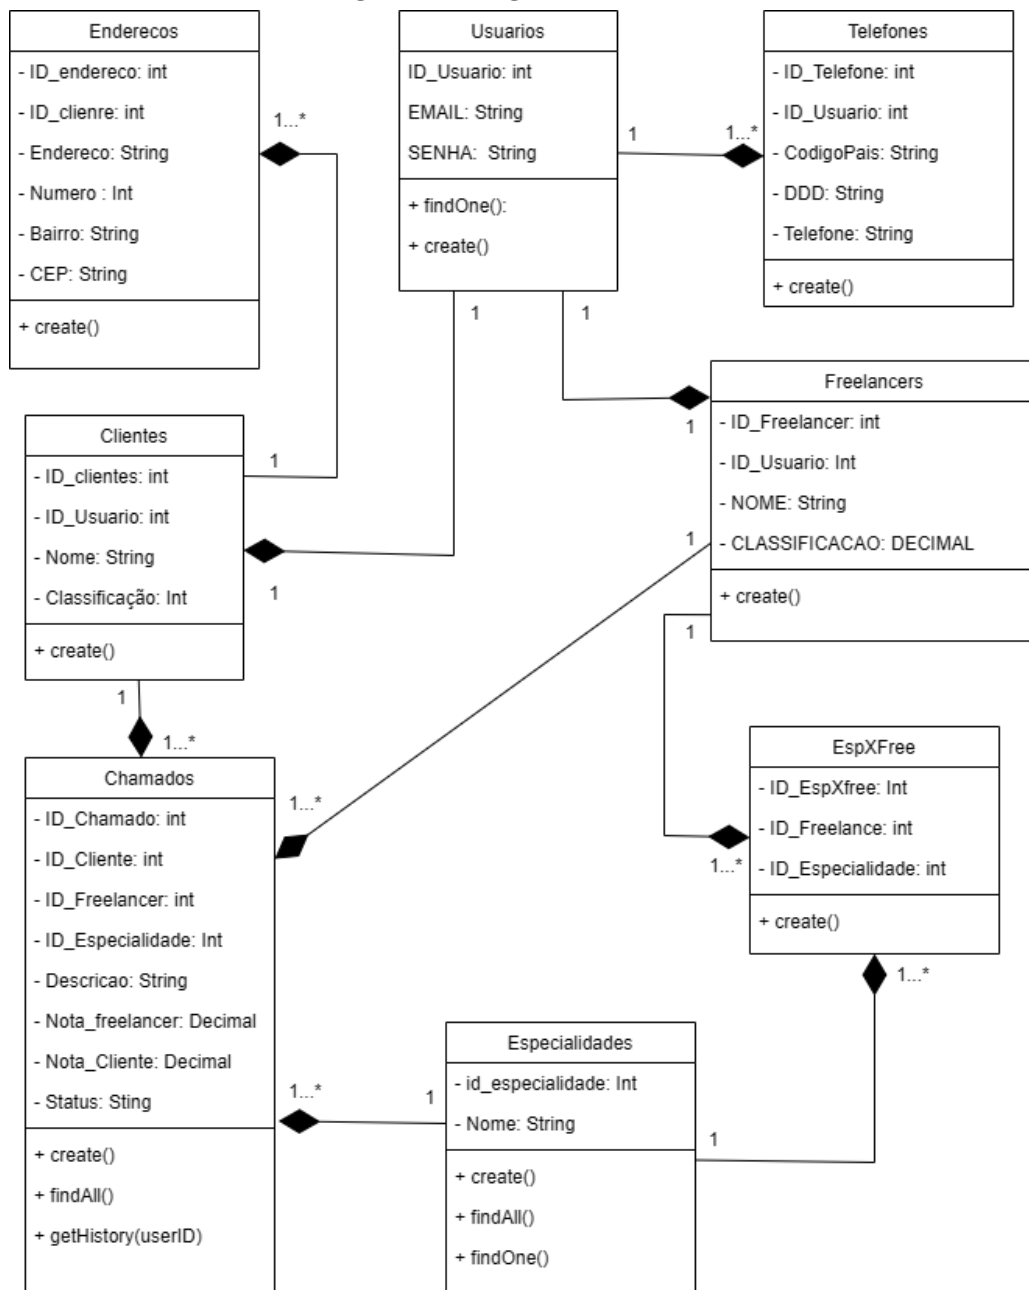 Enderecos
- ID_endereco: int
- ID_clienre: int
- Endereco: String
- Numero : Int
- Bairro: String
- CEP: String
+ create()
1...*
1
Usuarios
ID_Usuario: int
EMAIL: String
SENHA: String
+ findOne():
+ create()
1
1...*
1
1
Telefones
- ID_Telefone: int
- ID_Usuario: int
- CodigoPais: String
- DDD: String
- Telefone: String
+ create()
Clientes
- ID_clientes: int
- ID_Usuario: int
- Nome: String
- Classificação: Int
+ create()
1
1
1...*
Freelancers
- ID_Freelancer: int
- ID_Usuario: Int
- NOME: String
- CLASSIFICACAO: DECIMAL
+ create()
1
1
1
1...*
1...*
EspXFree
- ID_EspXfree: Int
- ID_Freelance: int
- ID_Especialidade: int
+ create()
1...*
1
Chamados
- ID_Chamado: int
- ID_Cliente: int
- ID_Freelancer: int
- ID_Especialidade: Int
- Descricao: String
- Nota_freelancer: Decimal
- Nota_Cliente: Decimal
- Status: Sting
+ create()
+ findAll()
+ getHistory(userID)
1...*
1
Especialidades
- id_especialidade: Int
- Nome: String
+ create()
+ findAll()
+ findOne()